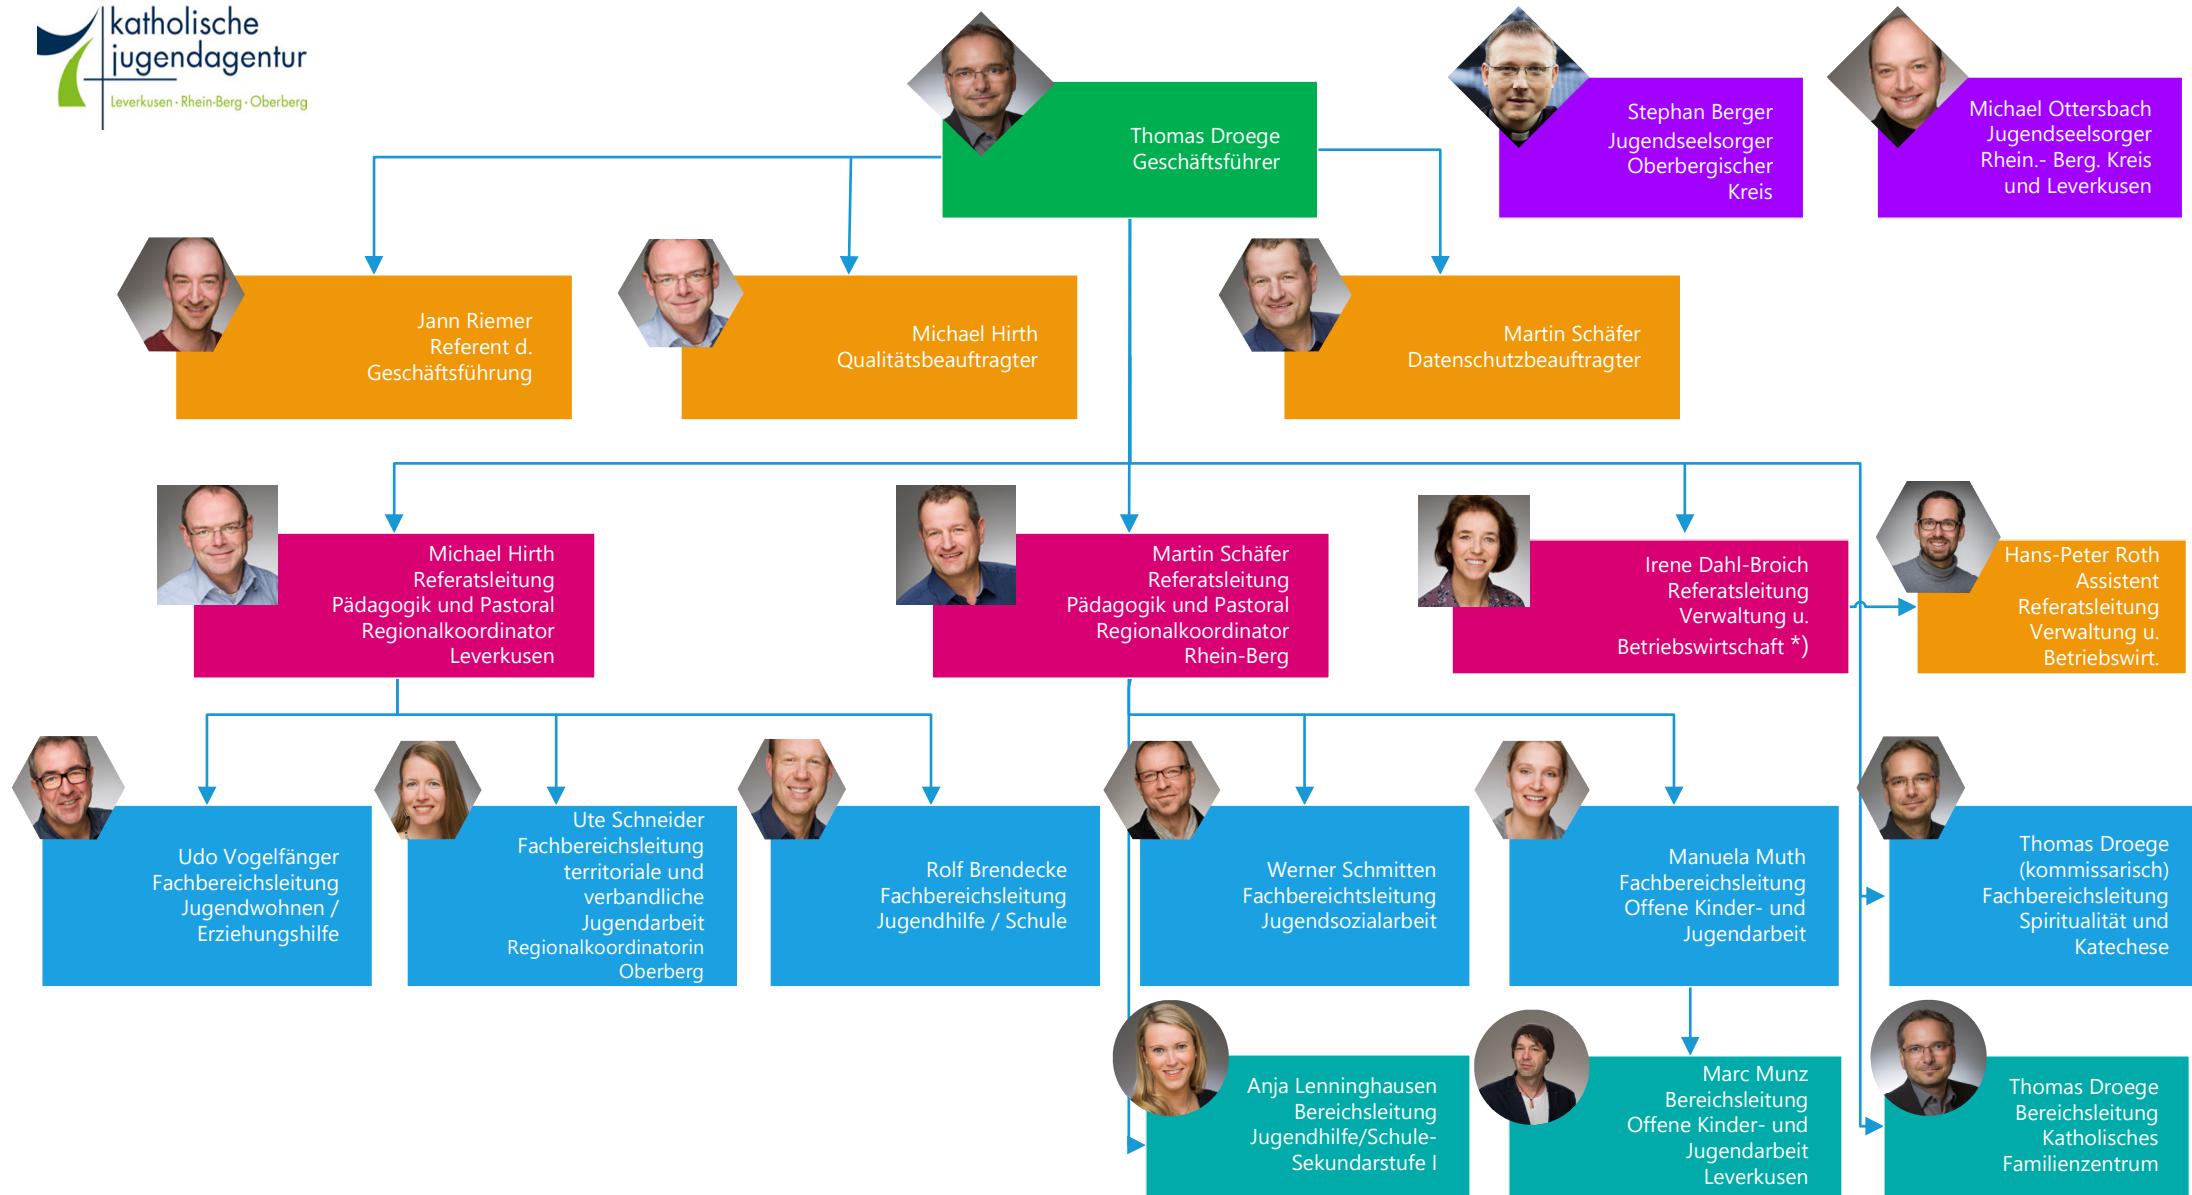 katholische
jugendagentur
Leverkusen · Rhein-Berg · Oberberg
Thomas Droege
Geschäftsführer
Stephan Berger
Jugendseelsorger
Oberbergischer
Kreis
Michael Ottersbach
Jugendseelsorger
Rhein.- Berg. Kreis
und Leverkusen
Jann Riemer
Referent d.
Geschäftsführung
Michael Hirth
Qualitätsbeauftragter
Martin Schäfer
Datenschutzbeauftragter
Michael Hirth
Referatsleitung
Pädagogik und Pastoral
Regionalkoordinator
Leverkusen
Martin Schäfer
Referatsleitung
Pädagogik und Pastoral
Regionalkoordinator
Rhein-Berg
Irene Dahl-Broich
Referatsleitung
Verwaltung u.
Betriebswirtschaft *)
Hans-Peter Roth
Assistent
Referatsleitung
Verwaltung u.
Betriebswirt.
Udo Vogelfänger
Fachbereichsleitung
Jugendwohnen /
Erziehungshilfe
Ute Schneider
Fachbereichsleitung
territoriale und
verbandliche
Jugendarbeit
Regionalkoordinatorin
Oberberg
Rolf Brendecke
Fachbereichsleitung
Jugendhilfe / Schule
Werner Schmitten
Fachbereichtsleitung
Jugendsozialarbeit
Manuela Muth
Fachbereichsleitung
Offene Kinder- und
Jugendarbeit
Thomas Droege
(kommissarisch)
Fachbereichsleitung
Spiritualität und
Katechese
Anja Lenninghausen
Bereichsleitung
Jugendhilfe/Schule-
Sekundarstufe I
Marc Munz
Bereichsleitung
Offene Kinder- und
Jugendarbeit
Leverkusen
Thomas Droege
Bereichsleitung
Katholisches
Familienzentrum